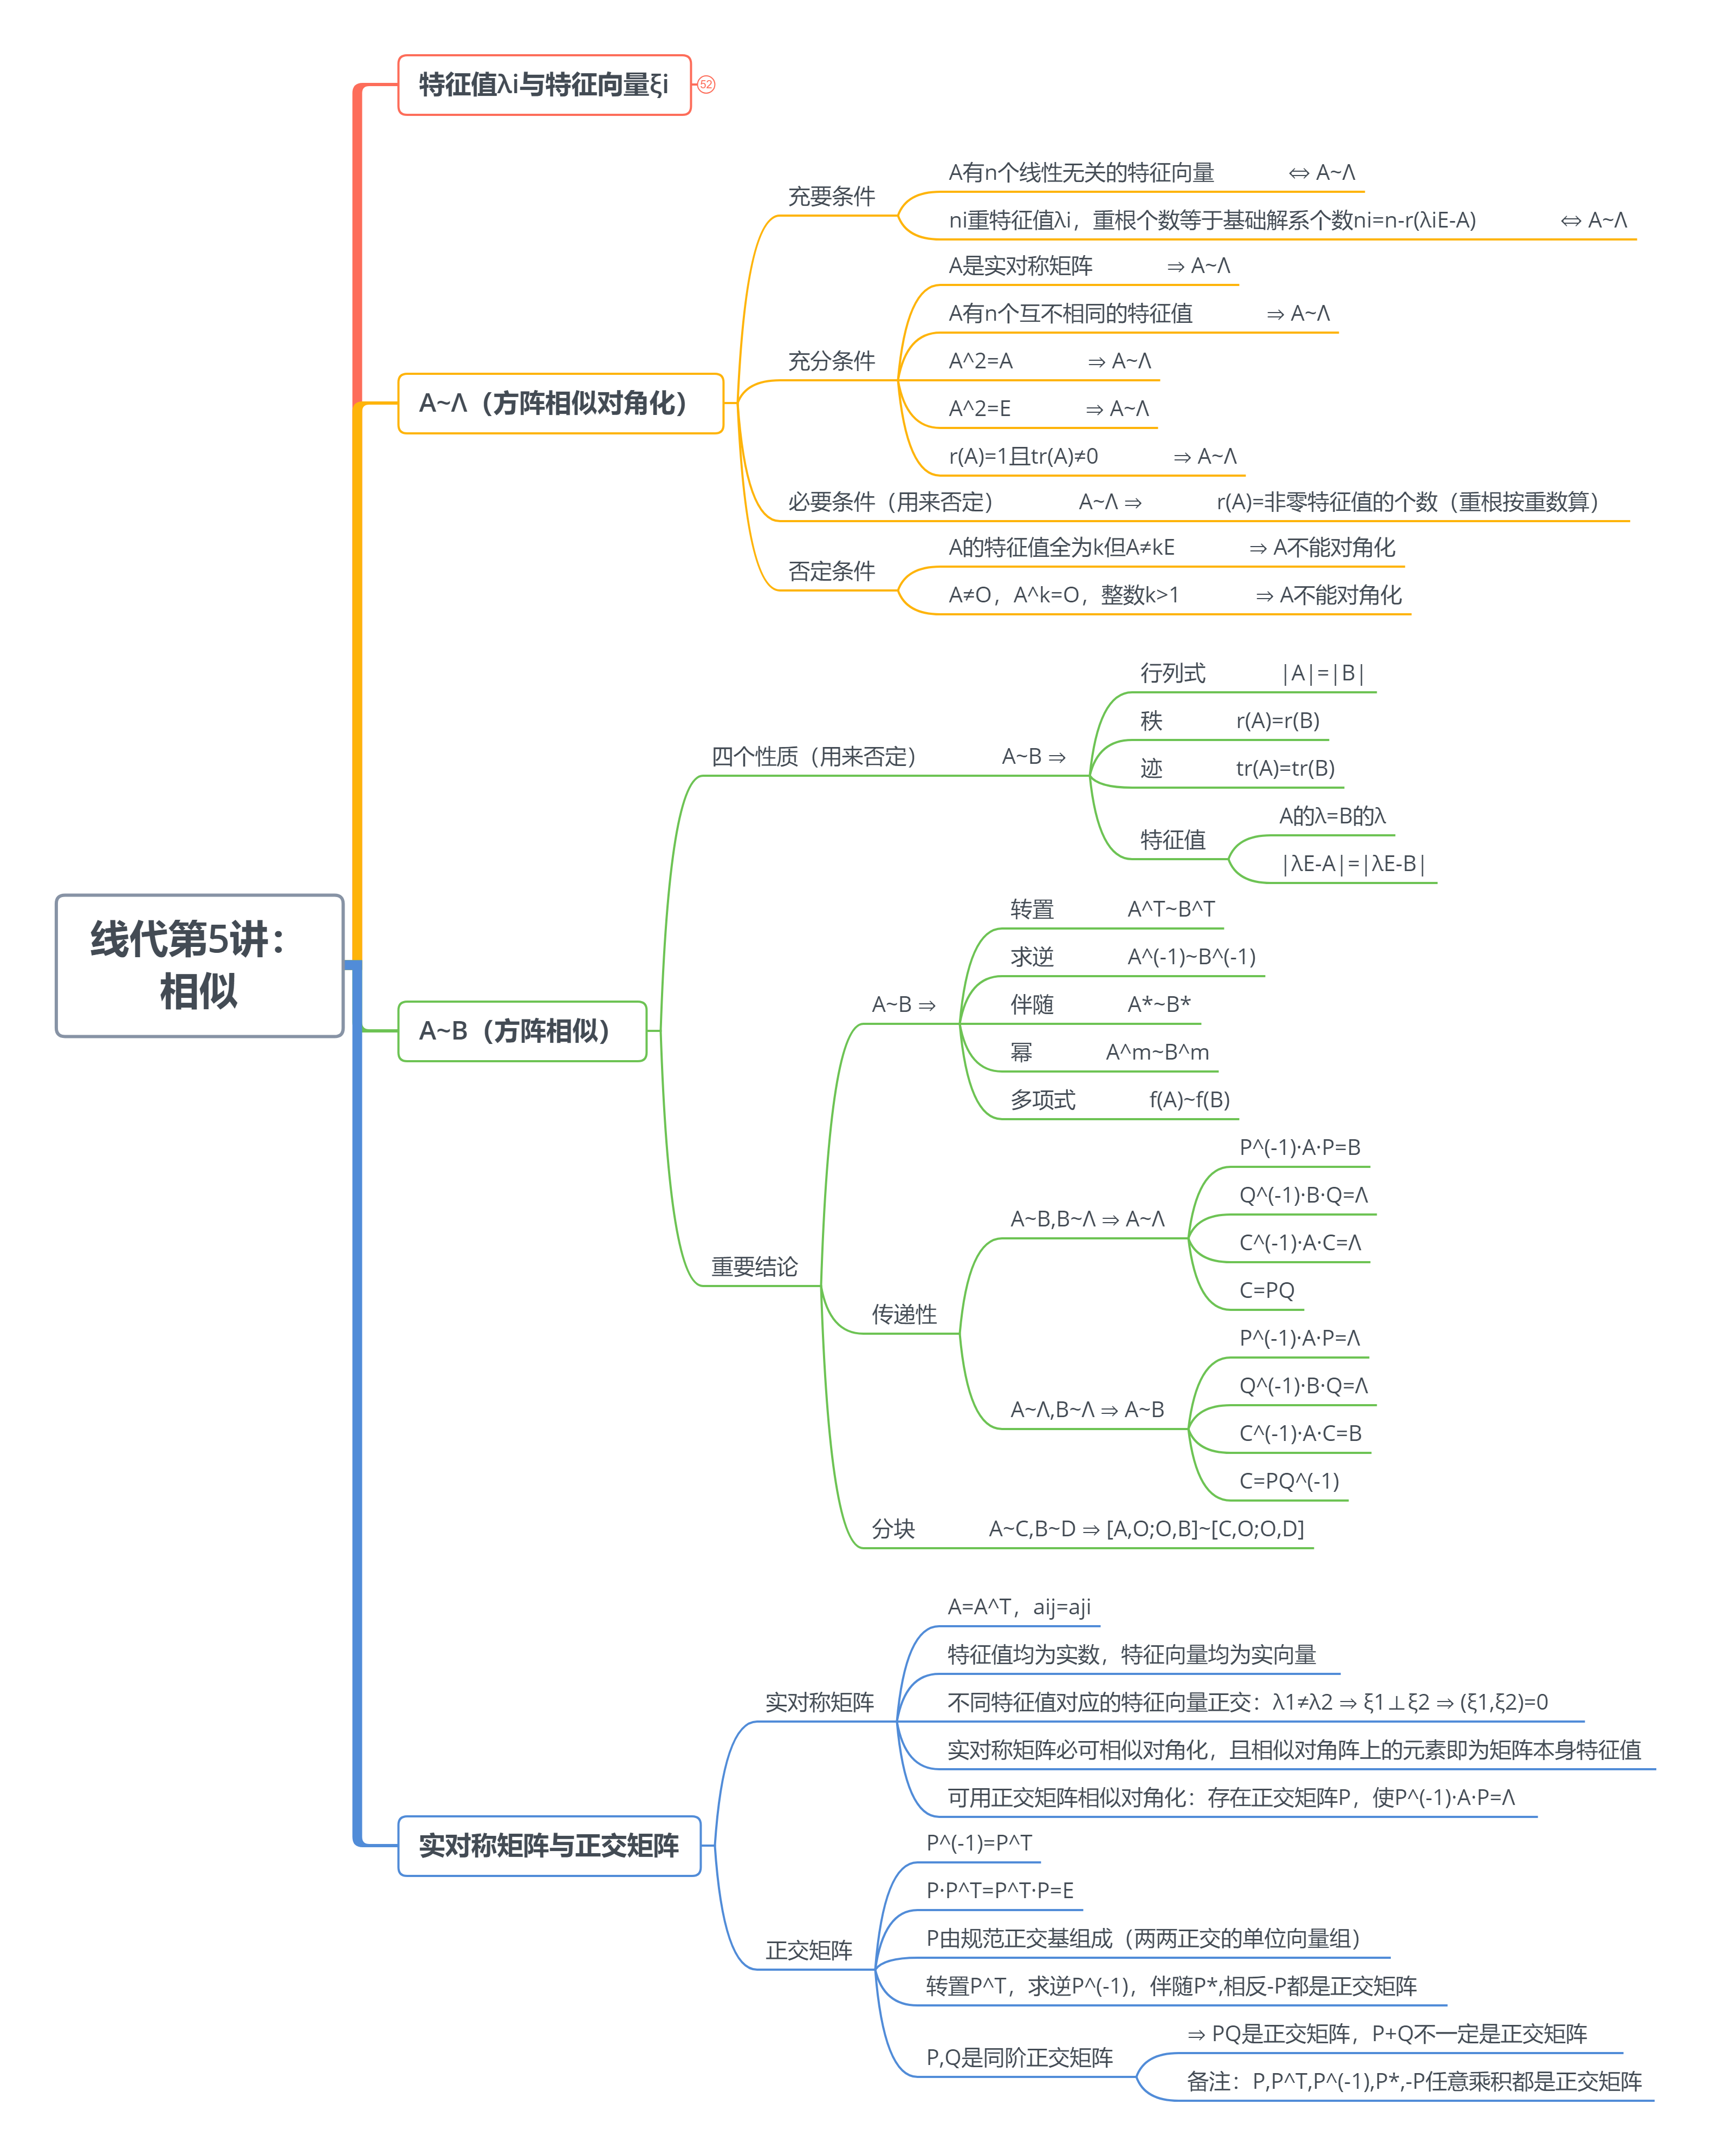 线代第5讲：
相似
特征值λi与特征向量ξi
52
A~Λ（方阵相似对角化）
充要条件
A有n个线性无关的特征向量 ⇔ A~Λ
ni重特征值λi，重根个数等于基础解系个数ni=n-r(λiE-A) ⇔ A~Λ
充分条件
A是实对称矩阵 ⇒ A~Λ
A有n个互不相同的特征值 ⇒ A~Λ
A^2=A ⇒ A~Λ
A^2=E ⇒ A~Λ
r(A)=1且tr(A)≠0 ⇒ A~Λ
必要条件（用来否定） A~Λ ⇒ r(A)=非零特征值的个数（重根按重数算）
否定条件
A的特征值全为k但A≠kE ⇒ A不能对角化
A≠O，A^k=O，整数k>1 ⇒ A不能对角化
A~B（方阵相似）
四个性质（用来否定） A~B ⇒
行列式 |A|=|B|
秩 r(A)=r(B)
迹 tr(A)=tr(B)
特征值
A的λ=B的λ
|λE-A|=|λE-B|
重要结论
A~B ⇒
转置 A^T~B^T
求逆 A^(-1)~B^(-1)
伴随 A*~B*
幂 A^m~B^m
多项式 f(A)~f(B)
传递性
A~B,B~Λ ⇒ A~Λ
P^(-1)·A·P=B
Q^(-1)·B·Q=Λ
C^(-1)·A·C=Λ
C=PQ
A~Λ,B~Λ ⇒ A~B
P^(-1)·A·P=Λ
Q^(-1)·B·Q=Λ
C^(-1)·A·C=B
C=PQ^(-1)
分块 A~C,B~D ⇒ [A,O;O,B]~[C,O;O,D]
实对称矩阵与正交矩阵
实对称矩阵
A=A^T，aij=aji
特征值均为实数，特征向量均为实向量
不同特征值对应的特征向量正交：λ1≠λ2 ⇒ ξ1⊥ξ2 ⇒ (ξ1,ξ2)=0
实对称矩阵必可相似对角化，且相似对角阵上的元素即为矩阵本身特征值
可用正交矩阵相似对角化：存在正交矩阵P，使P^(-1)·A·P=Λ
正交矩阵
P^(-1)=P^T
P·P^T=P^T·P=E
P由规范正交基组成（两两正交的单位向量组）
转置P^T，求逆P^(-1)，伴随P*,相反-P都是正交矩阵
P,Q是同阶正交矩阵
⇒ PQ是正交矩阵，P+Q不一定是正交矩阵
备注：P,P^T,P^(-1),P*,-P任意乘积都是正交矩阵